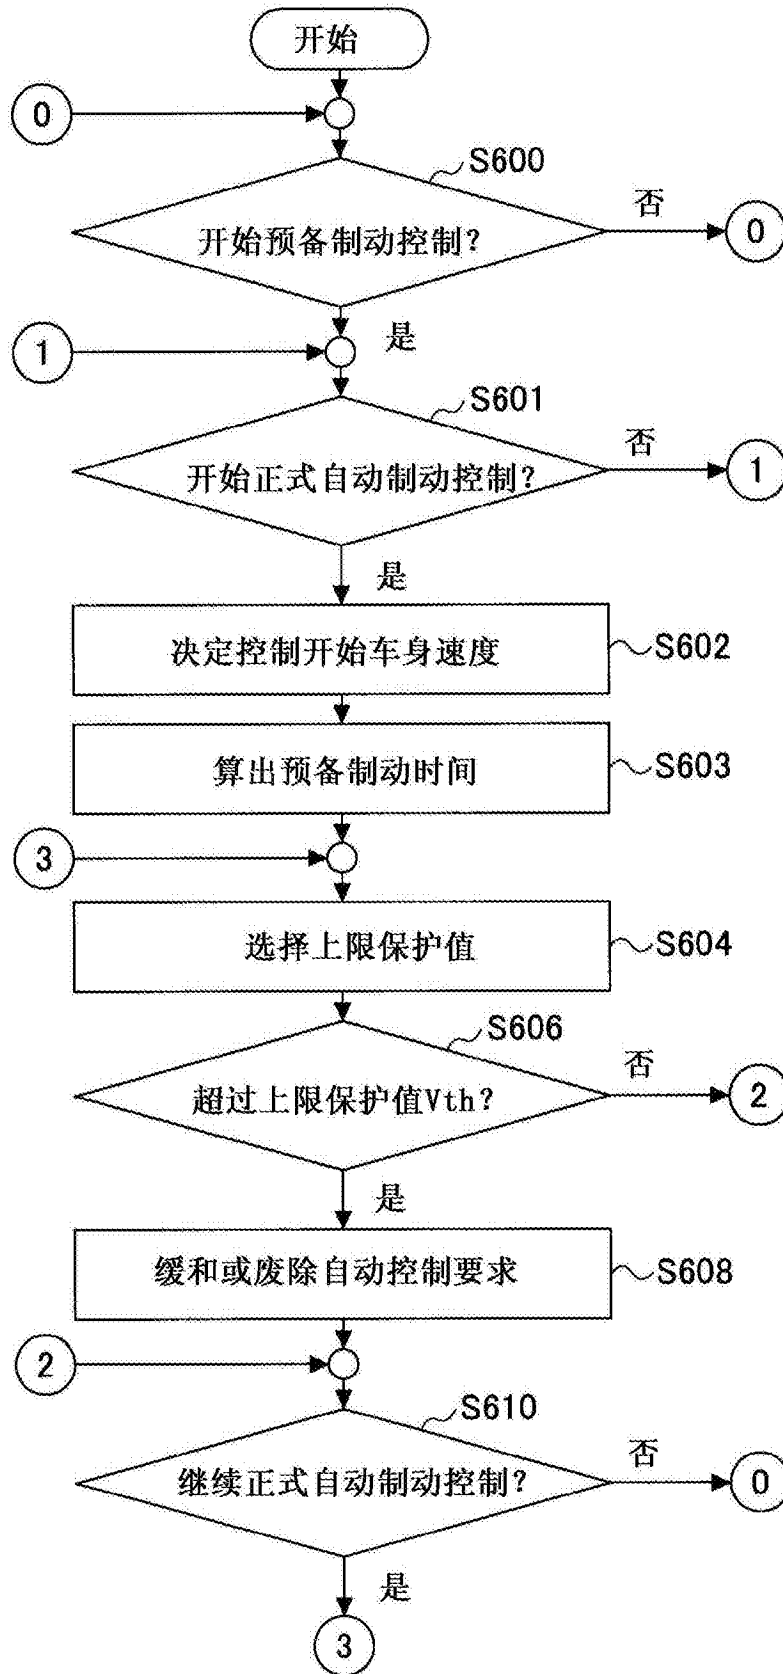 开始
0
S600
开始预备制动控制?
否
0
是
1
S601
开始正式自动制动控制?
否
1
是
决定控制开始车身速度
S602
算出预备制动时间
S603
3
选择上限保护值
S604
S606
超过上限保护值Vth?
否
2
是
缓和或废除自动控制要求
S608
2
S610
继续正式自动制动控制?
否
0
是
3